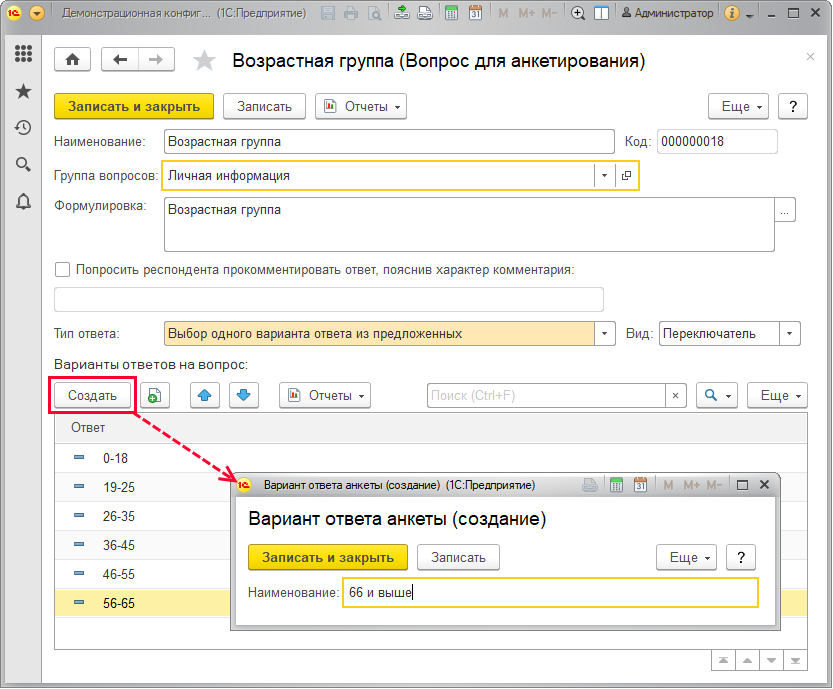 Демонстрационная конфиг... (1С:Предприятие) M M+ M- Администратор
Возрастная группа (Вопрос для анкетирования)
Записать и закрыть Записать Отчеты Еще ?
Наименование: Возрастная группа Код: 000000018
Группа вопросов: Личная информация
Формулировка: Возрастная группа ...
Попросить респондента прокомментировать ответ, пояснив характер комментария:
Тип ответа: Выбор одного варианта ответа из предложенных Вид: Переключатель
Варианты ответов на вопрос:
Создать Отчеты Поиск (Ctrl+F) × Еще
Ответ
0-18
19-25
26-35
36-45
46-55
56-65
Вариант ответа анкеты (создание) (1С:Предприятие) 31 M M+ M-
Вариант ответа анкеты (создание)
Записать и закрыть Записать Еще ?
Наименование: 66 и выше